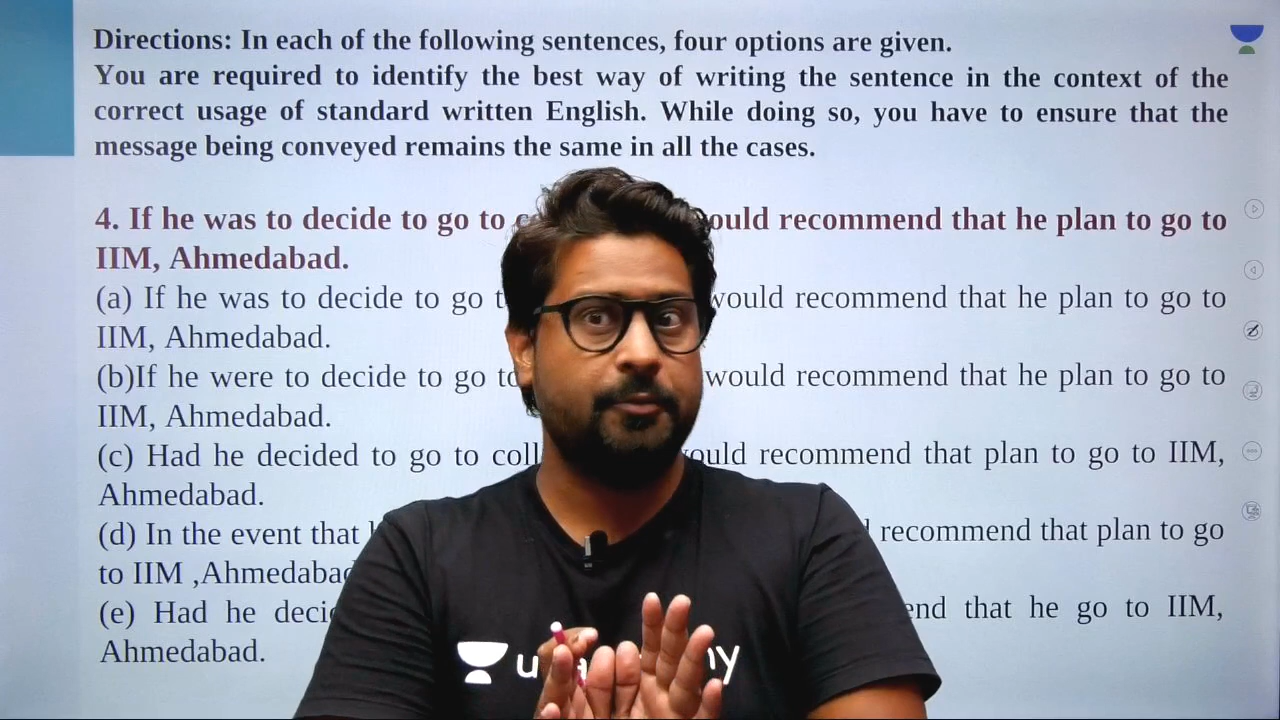 Directions: In each of the following sentences, four options are given.
You are required to identify the best way of writing the sentence in the context of the
correct usage of standard written English. While doing so, you have to ensure that the
message being conveyed remains the same in all the cases.
4. If he was to decide to go to would recommend that he plan to go to
IIM, Ahmedabad.
(a) If he was to decide to go would recommend that he plan to go to
IIM, Ahmedabad.
(b)If he were to decide to go to would recommend that he plan to go to
IIM, Ahmedabad.
(c) Had he decided to go to would recommend that plan to go to IIM,
Ahmedabad.
(d) In the event that recommend that plan to go
to IIM ,Ahmedabad
(e) Had he that he go to IIM,
Ahmedabad.